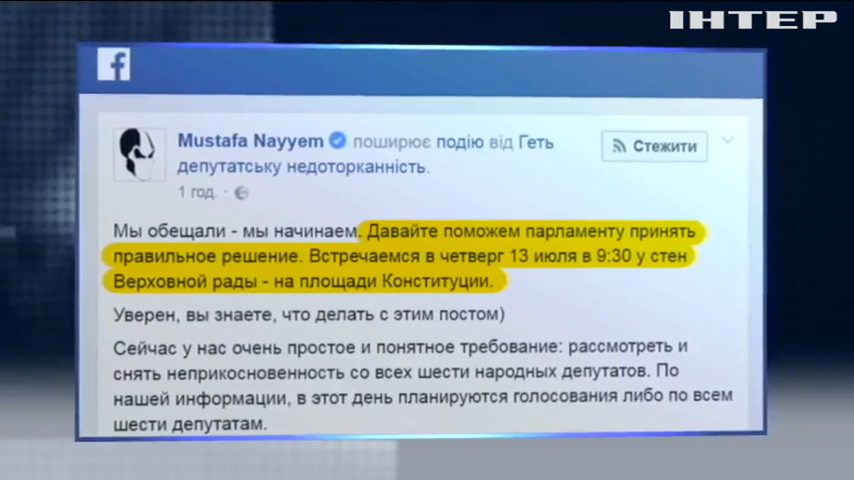 ІНТЕР
f
Mustafa Nayyem поширює подію від Геть
депутатську недоторканність.
1 год. ·
Стежити
Мы обещали - мы начинаем. Давайте поможем парламенту принять
правильное решение. Встречаемся в четверг 13 июля в 9:30 у стен
Верховной рады - на площади Конституции.
Уверен, вы знаете, что делать с этим постом)
Сейчас у нас очень простое и понятное требование: рассмотреть и
снять неприкосновенность со всех шести народных депутатов. По
нашей информации, в этот день планируются голосования либо по всем
шести депутатам.